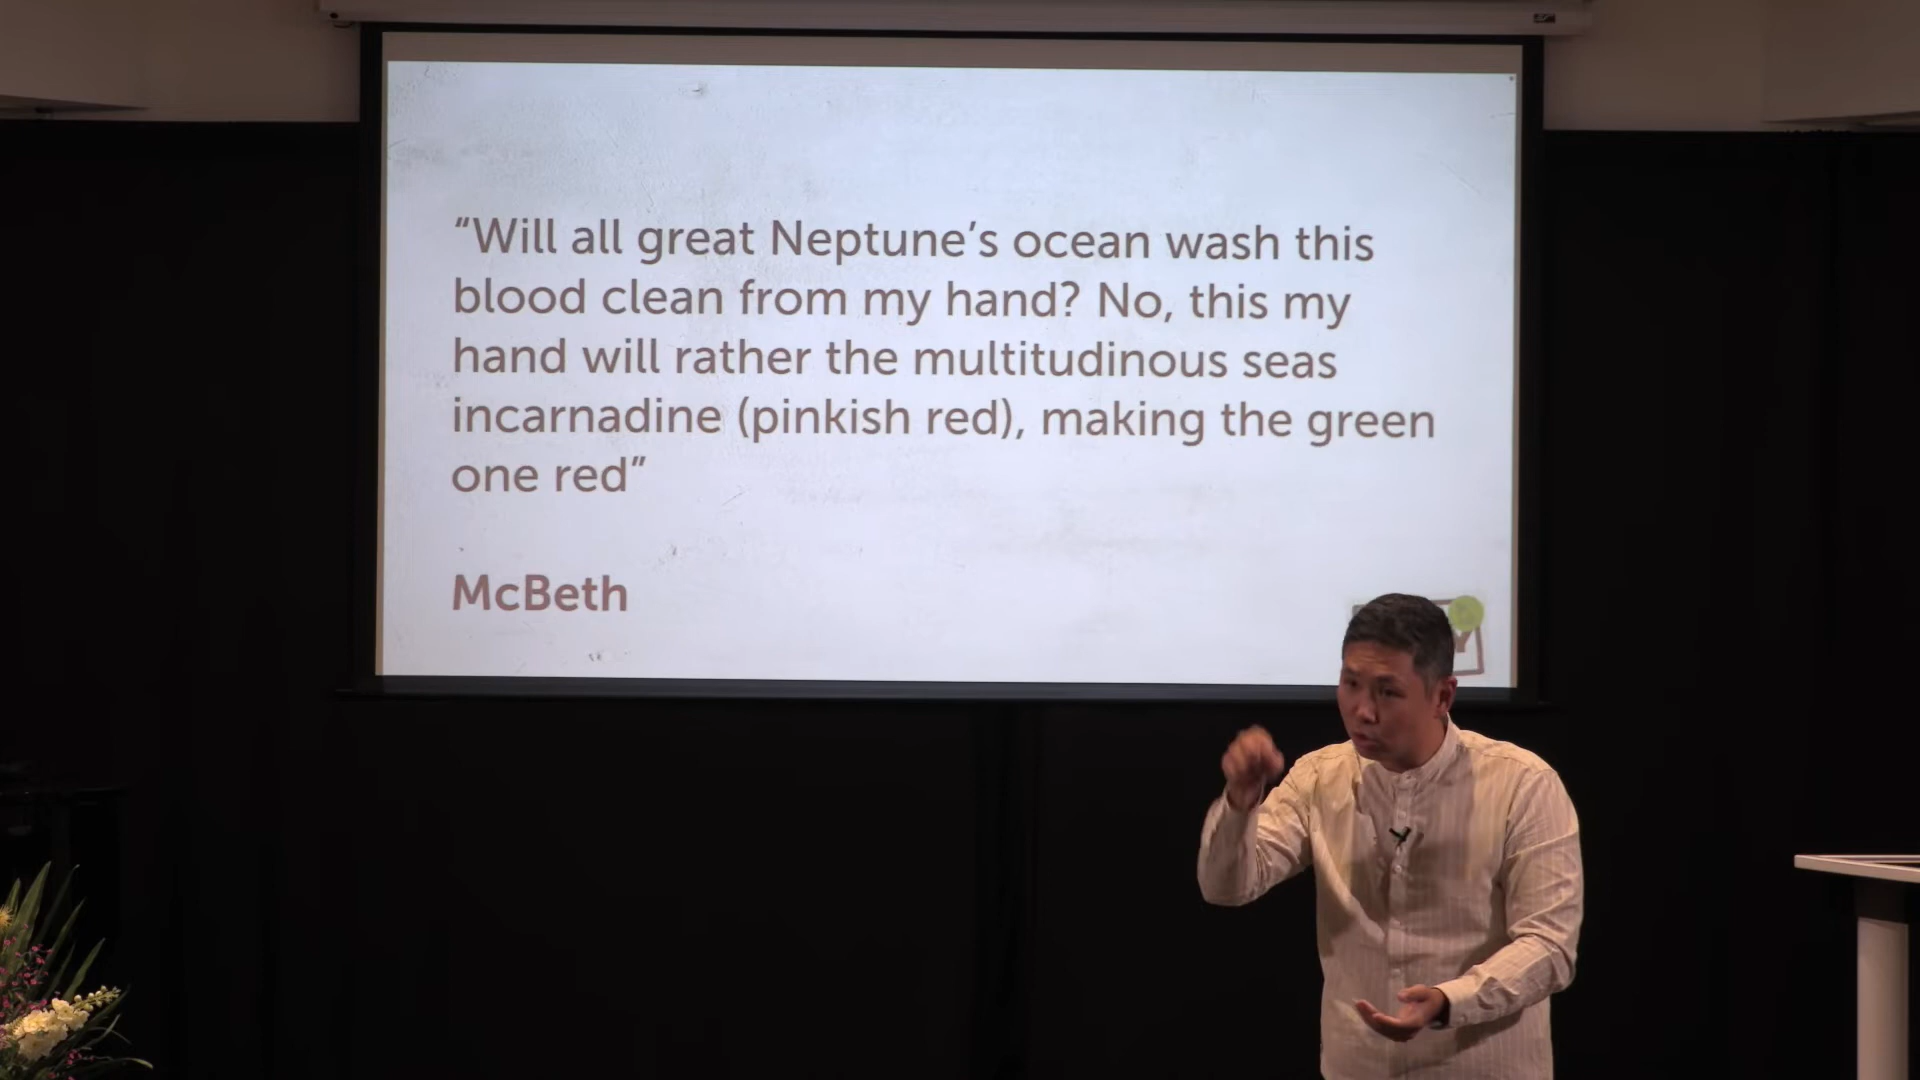 “Will all great Neptune’s ocean wash this
blood clean from my hand? No, this my
hand will rather the multitudinous seas
incarnadine (pinkish red), making the green
one red”
McBeth